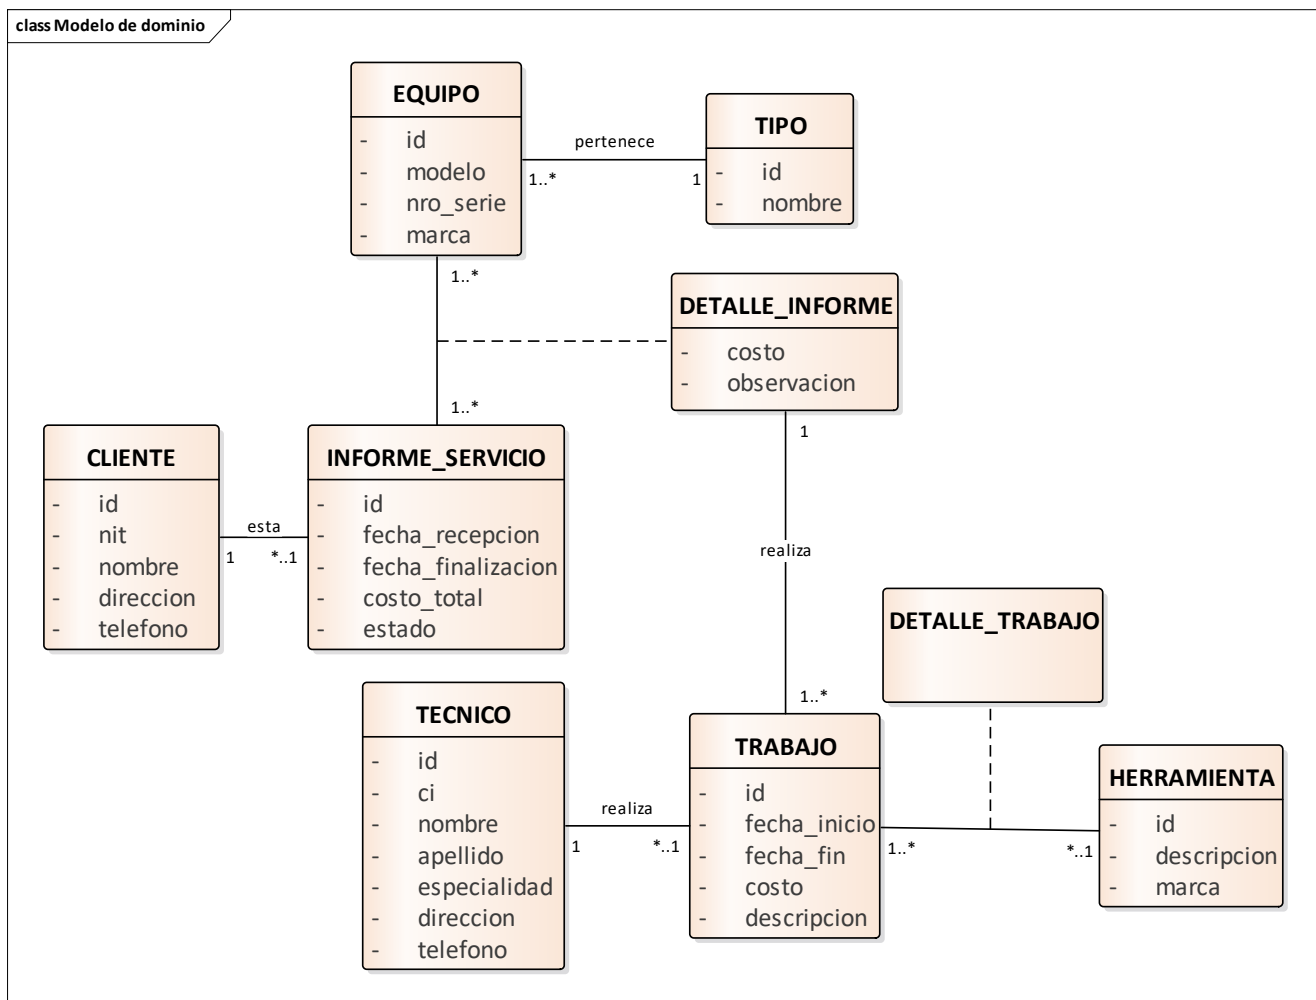 class Modelo de dominio
EQUIPO
- id
- modelo
- nro_serie
- marca
pertenece
1..*
1
TIPO
- id
- nombre
1..*
DETALLE_INFORME
- costo
- observacion
1..*
1
CLIENTE
- id
- nit
- nombre
- direccion
- telefono
esta
1
*..1
INFORME_SERVICIO
- id
- fecha_recepcion
- fecha_finalizacion
- costo_total
- estado
realiza
DETALLE_TRABAJO
1..*
TECNICO
- id
- ci
- nombre
- apellido
- especialidad
- direccion
- telefono
realiza
1
*..1
TRABAJO
- id
- fecha_inicio
- fecha_fin
- costo
- descripcion
1..*
*..1
HERRAMIENTA
- id
- descripcion
- marca